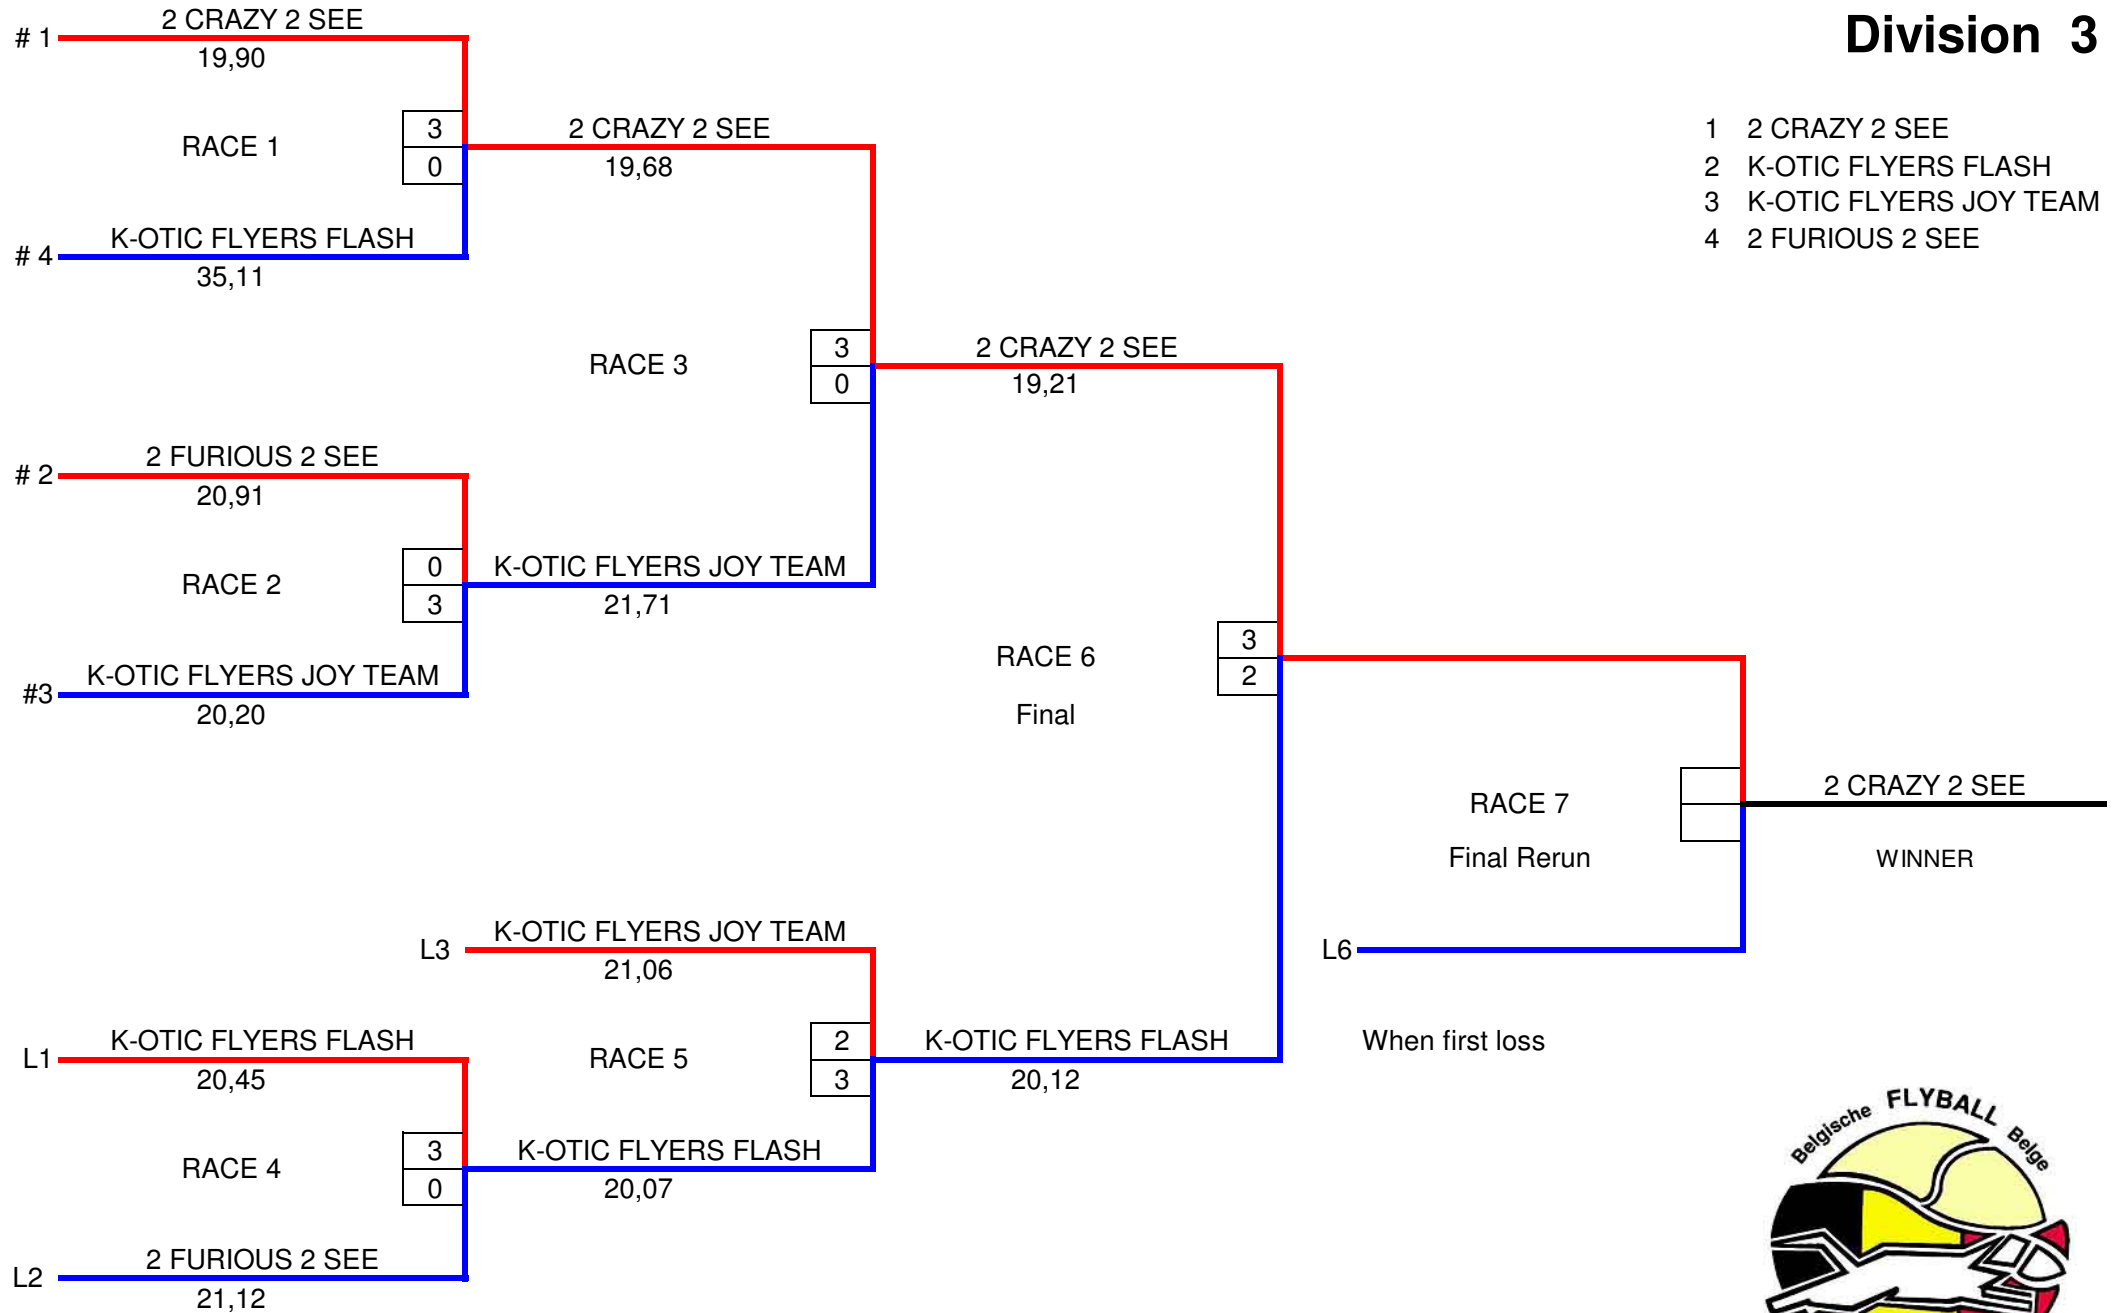 Division 3
# 1
2 CRAZY 2 SEE
19,90
RACE 1
3
0
# 4
K-OTIC FLYERS FLASH
35,11
2 CRAZY 2 SEE
19,68
1 2 CRAZY 2 SEE
2 K-OTIC FLYERS FLASH
3 K-OTIC FLYERS JOY TEAM
4 2 FURIOUS 2 SEE
RACE 3
3
0
2 CRAZY 2 SEE
19,21
# 2
2 FURIOUS 2 SEE
20,91
RACE 2
0
3
#3
K-OTIC FLYERS JOY TEAM
20,20
K-OTIC FLYERS JOY TEAM
21,71
RACE 6
3
2
Final
RACE 7
Final Rerun
2 CRAZY 2 SEE
WINNER
L3
K-OTIC FLYERS JOY TEAM
21,06
L6
When first loss
L1
K-OTIC FLYERS FLASH
20,45
RACE 5
2
3
K-OTIC FLYERS FLASH
20,12
RACE 4
3
0
K-OTIC FLYERS FLASH
20,07
L2
2 FURIOUS 2 SEE
21,12
Belgische FLYBALL Belge